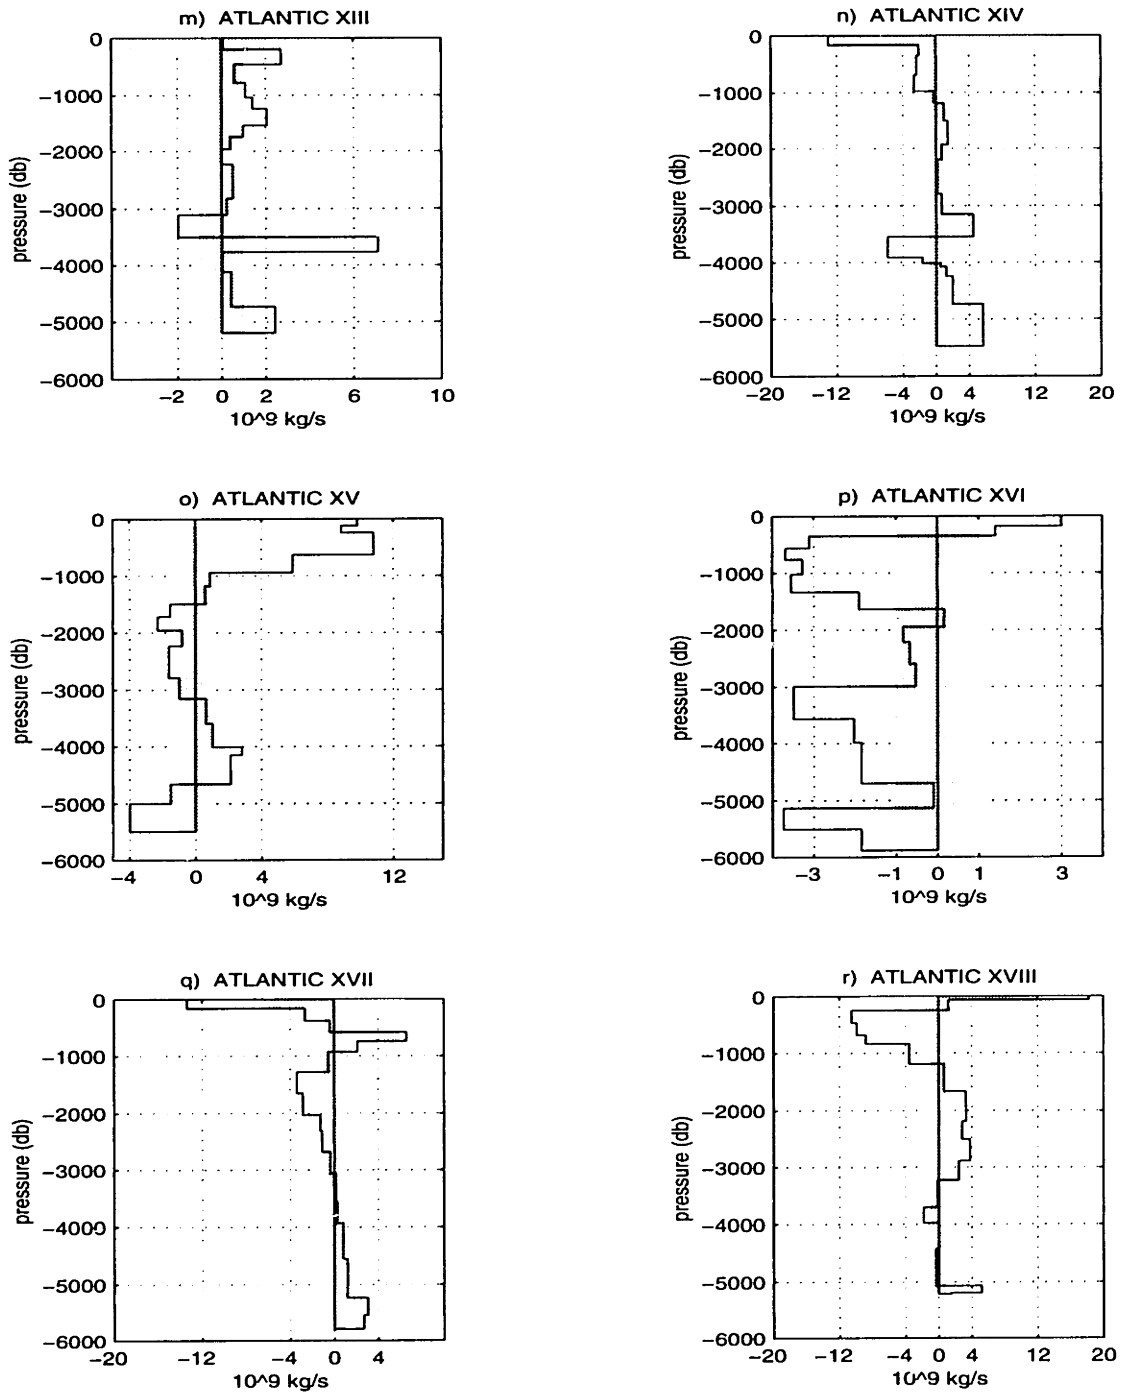 m) ATLANTIC XIII
0
−1000
−2000
−3000
−4000
−5000
−6000
pressure (db)
−2 0 2 6 10
10^9 kg/s
n) ATLANTIC XIV
0
−1000
−2000
−3000
−4000
−5000
−6000
pressure (db)
−20 −12 −4 0 4 12 20
10^9 kg/s
o) ATLANTIC XV
0
−1000
−2000
−3000
−4000
−5000
−6000
pressure (db)
−4 0 4 12
10^9 kg/s
p) ATLANTIC XVI
0
−1000
−2000
−3000
−4000
−5000
−6000
pressure (db)
−3 −1 0 1 3
10^9 kg/s
q) ATLANTIC XVII
0
−1000
−2000
−3000
−4000
−5000
−6000
pressure (db)
−20 −12 −4 0 4
10^9 kg/s
r) ATLANTIC XVIII
0
−1000
−2000
−3000
−4000
−5000
−6000
pressure (db)
−20 −12 −4 0 4 12 20
10^9 kg/s